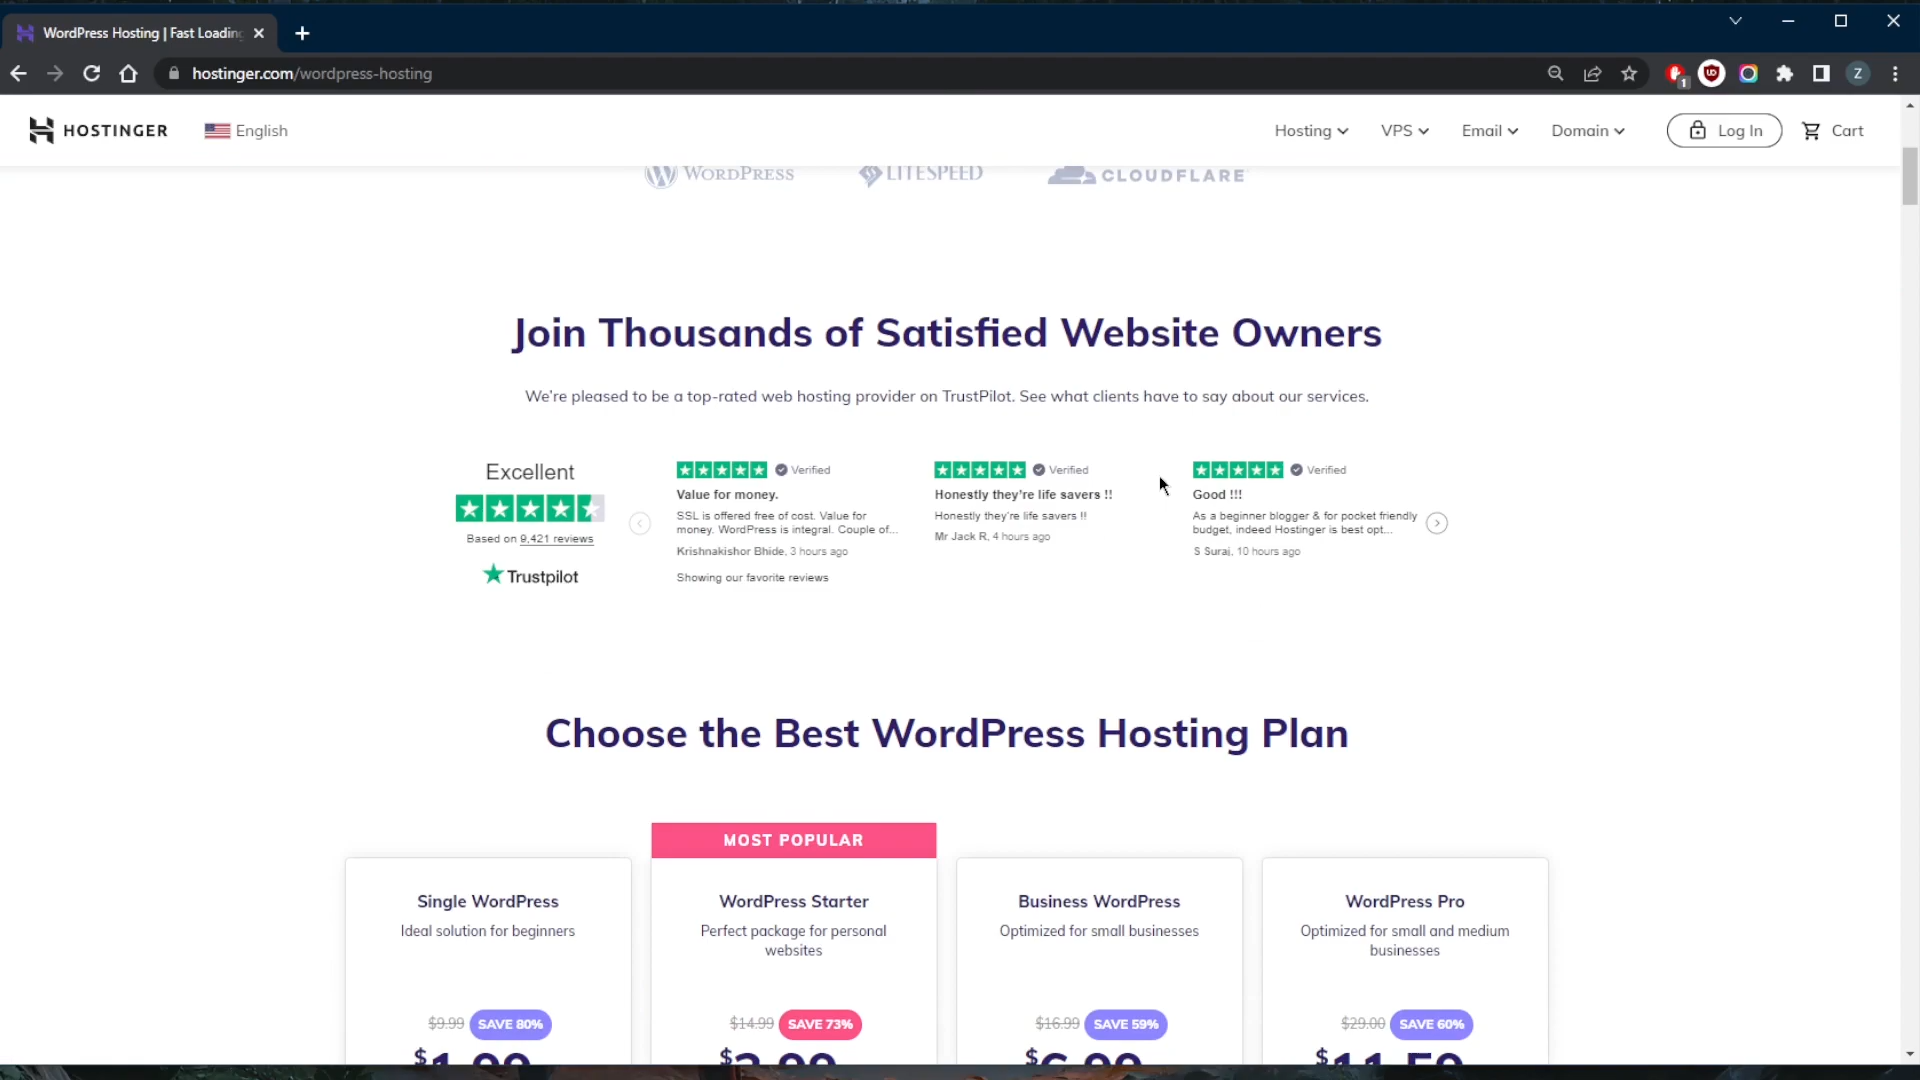 WordPress Hosting | Fast Loading
hostinger.com/wordpress-hosting
1
Z
HOSTINGER
English
Hosting
VPS
Email
Domain
Log In
Cart
WORDPRESS
LITESPEED
CLOUDFLARE
Join Thousands of Satisfied Website Owners
We're pleased to be a top-rated web hosting provider on TrustPilot. See what clients have to say about our services.
Excellent
Based on 9,421 reviews
Trustpilot
Verified
Value for money.
SSL is offered free of cost. Value for
money. WordPress is integral. Couple of...
Krishnakishor Bhide, 3 hours ago
Showing our favorite reviews
Verified
Honestly they're life savers !!
Honestly they're life savers !!
Mr Jack R, 4 hours ago
Verified
Good !!!
As a beginner blogger & for pocket friendly
budget, indeed Hostinger is best opt...
S Suraj, 10 hours ago
Choose the Best WordPress Hosting Plan
MOST POPULAR
Single WordPress
Ideal solution for beginners
$9.99 SAVE 80%
WordPress Starter
Perfect package for personal
websites
$14.99 SAVE 73%
Business WordPress
Optimized for small businesses
$16.99 SAVE 59%
WordPress Pro
Optimized for small and medium
businesses
$29.00 SAVE 60%